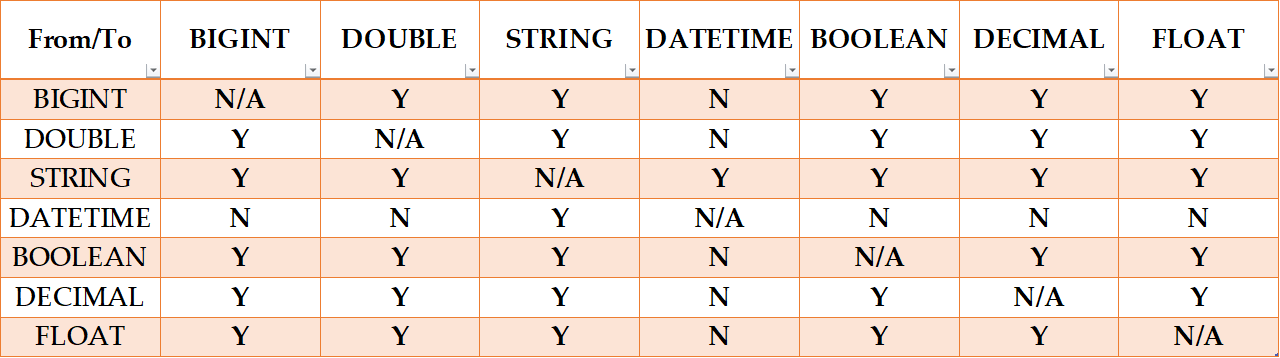 From/To BIGINT DOUBLE STRING DATETIME BOOLEAN DECIMAL FLOAT
BIGINT N/A Y Y N Y Y Y
DOUBLE Y N/A Y N Y Y Y
STRING Y Y N/A Y Y Y Y
DATETIME N N Y N/A N N N
BOOLEAN Y Y Y N N/A Y Y
DECIMAL Y Y Y N Y N/A Y
FLOAT Y Y Y N Y Y N/A